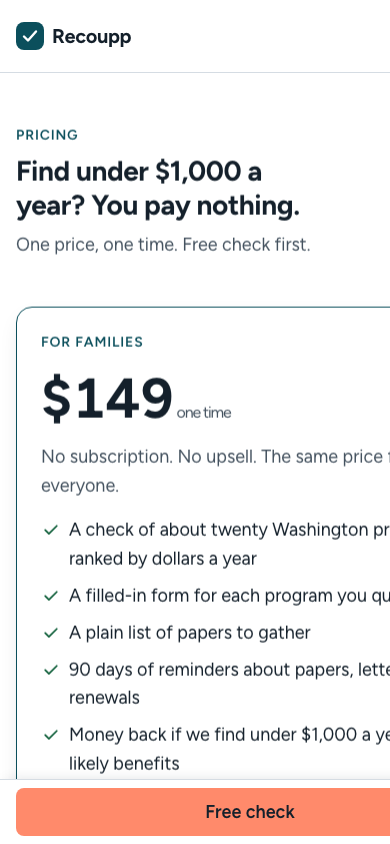 Recoupp
PRICING
Find under $1,000 a
year? You pay nothing.
One price, one time. Free check first.
FOR FAMILIES
$149 one time
No subscription. No upsell. The same price
everyone.
A check of about twenty Washington
ranked by dollars a year
A filled-in form for each program you
A plain list of papers to gather
90 days of reminders about papers,
renewals
Money back if we find under $1,000 a
likely benefits
Free check